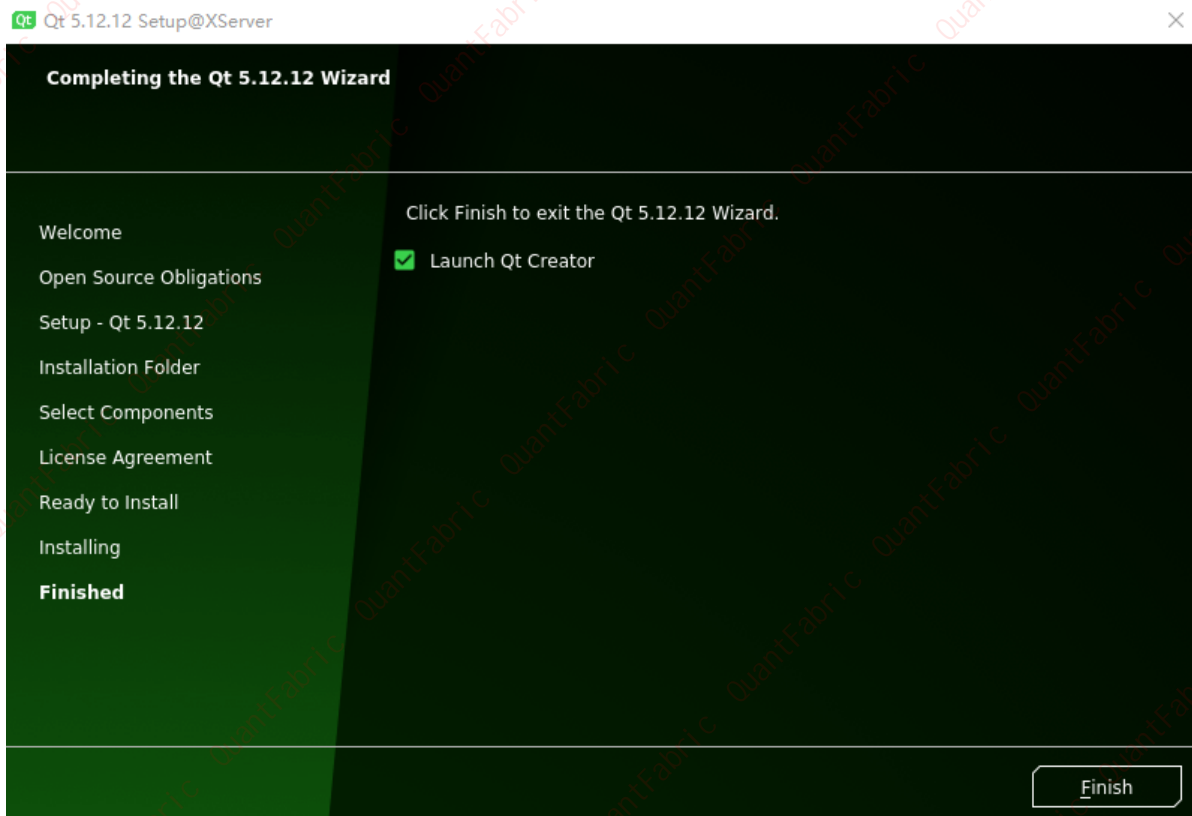 Qt Qt 5.12.12 Setup@XServer
Completing the Qt 5.12.12 Wizard
Welcome
Open Source Obligations
Setup - Qt 5.12.12
Installation Folder
Select Components
License Agreement
Ready to Install
Installing
Finished
Click Finish to exit the Qt 5.12.12 Wizard.
Launch Qt Creator
Finish
QuantFabric